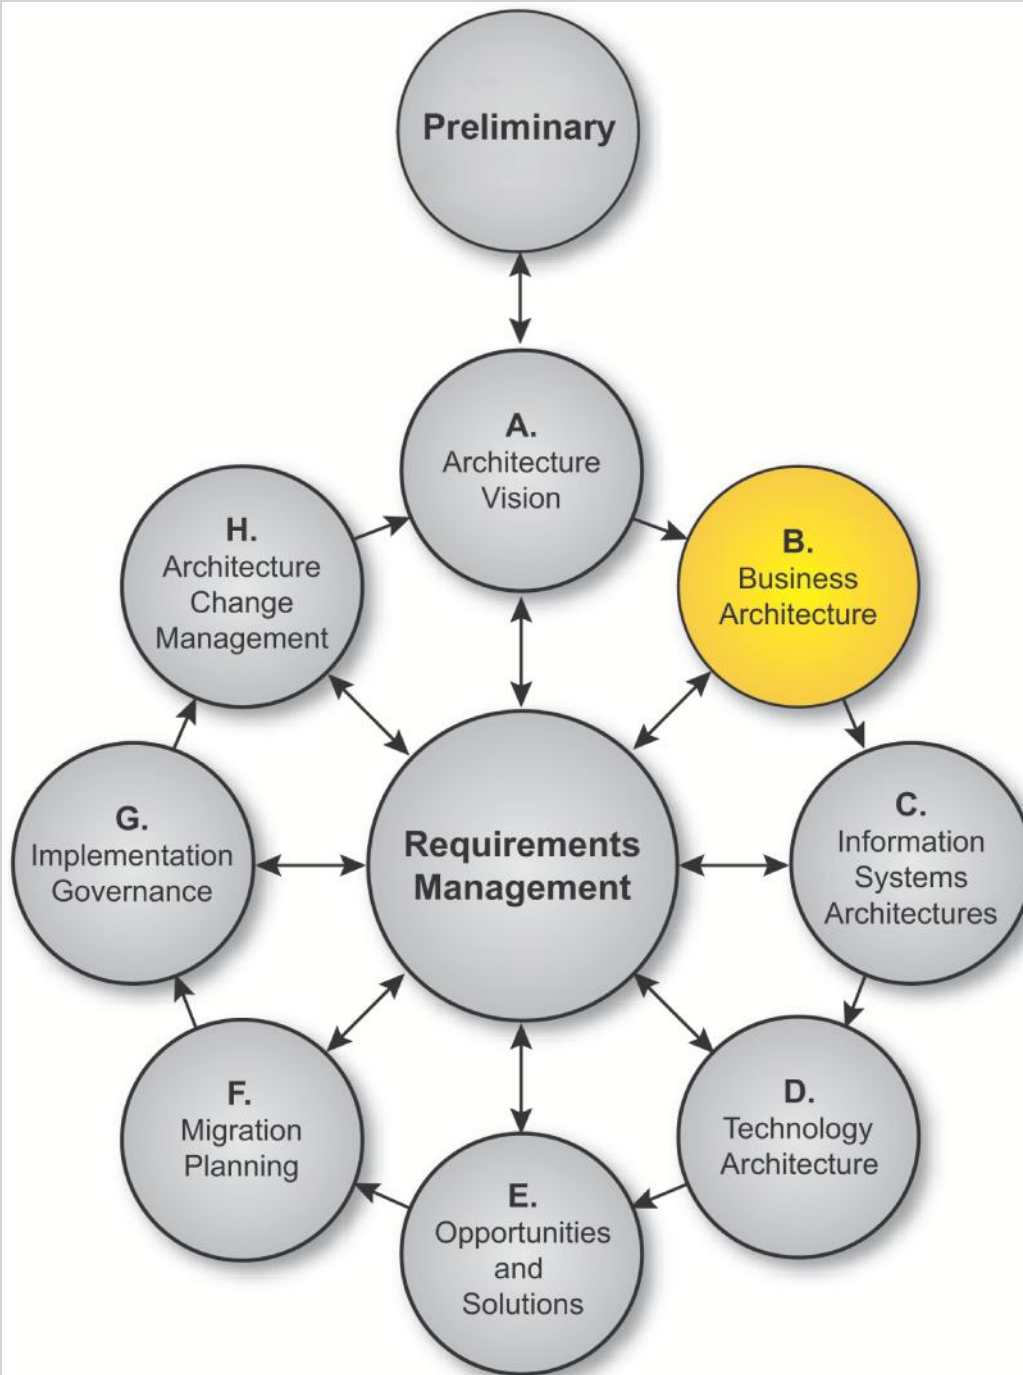 Preliminary
A.
Architecture
Vision
B.
Business
Architecture
C.
Information
Systems
Architectures
D.
Technology
Architecture
E.
Opportunities
and
Solutions
F.
Migration
Planning
G.
Implementation
Governance
H.
Architecture
Change
Management
Requirements
Management